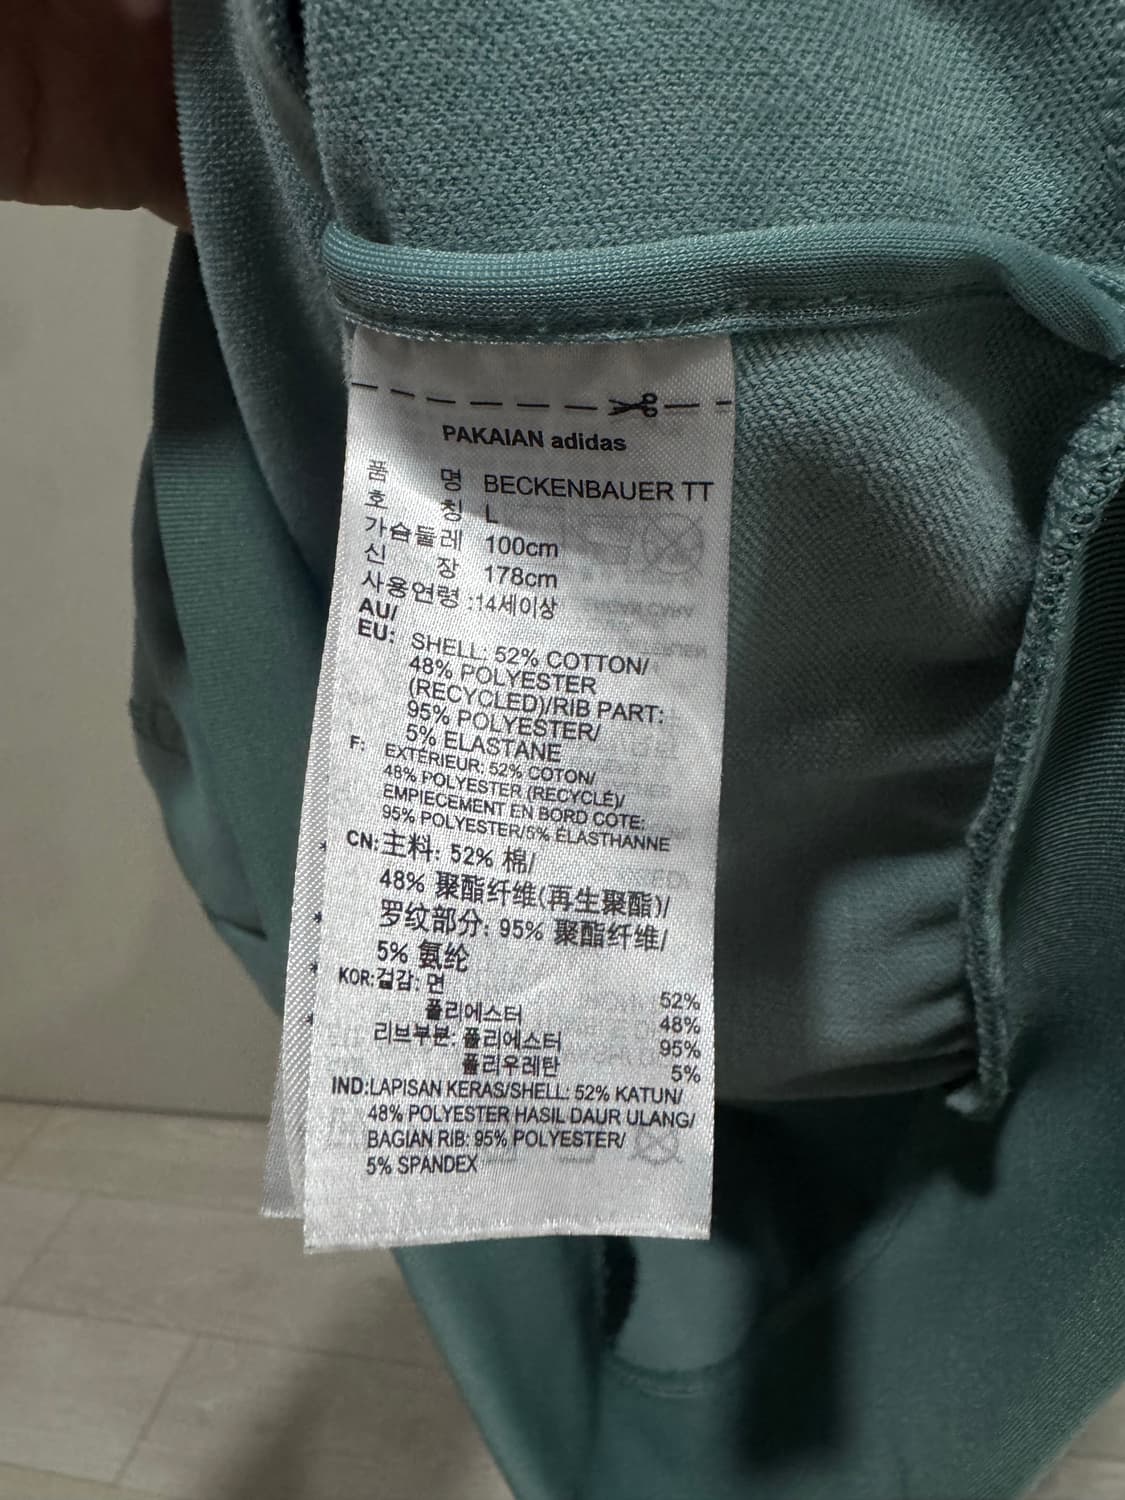 PAKAIAN adidas
품 명 BECKENBAUER TT
호 칭 L
가슴둘레 100cm
신 장 178cm
사용연령 :14세이상
AU/
EU: SHELL: 52% COTTON/
48% POLYESTER
(RECYCLED)/RIB PART:
95% POLYESTER/
5% ELASTANE
F: EXTÉRIEUR: 52% COTON/
48% POLYESTER (RECYCLÉ)/
EMPIECEMENT EN BORD CÔTE:
95% POLYESTER/5% ÉLASTHANNE
CN:主料: 52% 棉/
48% 聚酯纤维(再生聚酯)/
罗纹部分: 95% 聚酯纤维/
5% 氨纶
KOR:겉감: 면 52%
폴리에스터 48%
리브부분: 폴리에스터 95%
폴리우레탄 5%
IND:LAPISAN KERAS/SHELL: 52% KATUN/
48% POLYESTER HASIL DAUR ULANG/
BAGIAN RIB: 95% POLYESTER/
5% SPANDEX